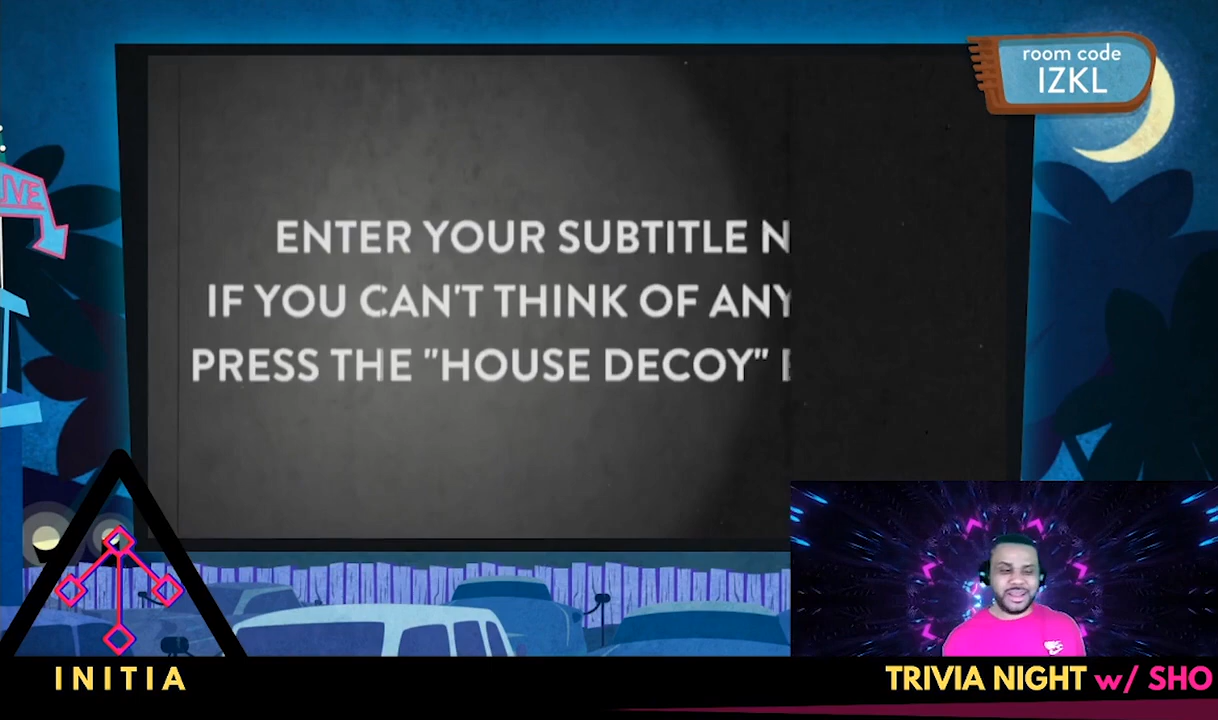 room code
IZKL
IVE
ENTER YOUR SUBTITLE N
IF YOU CAN'T THINK OF ANY
PRESS THE "HOUSE DECOY"
INITIA
TRIVIA NIGHT w/ SHO